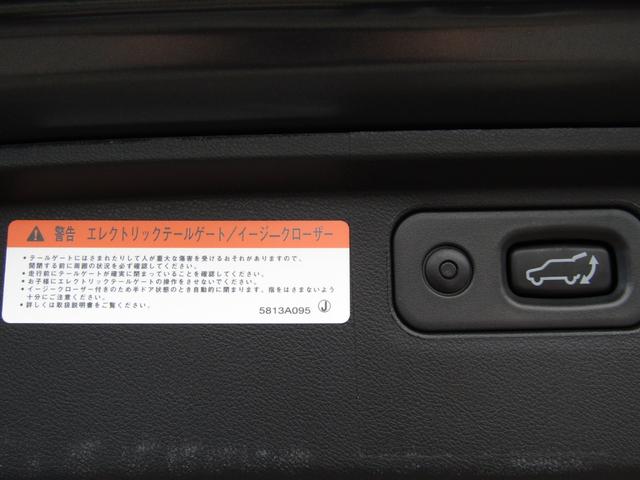 警告 エレクトリックテールゲート/イージークローザー
・テールゲートにはさまれたりして人が重大な傷害を受けるおそれがありますので、
開閉する前に周囲の状況を必ず確認してください。
・走行前にテールゲートが確実に閉まっていることを確認してください。
・お子様にエレクトリックテールゲートの操作をさせないでください。
・イージークローザー付きのため半ドア状態のとき自動的に閉まります、指をはさまないよう
十分にご注意ください。
・詳しくは取扱説明書をご覧ください。
5813A095 J